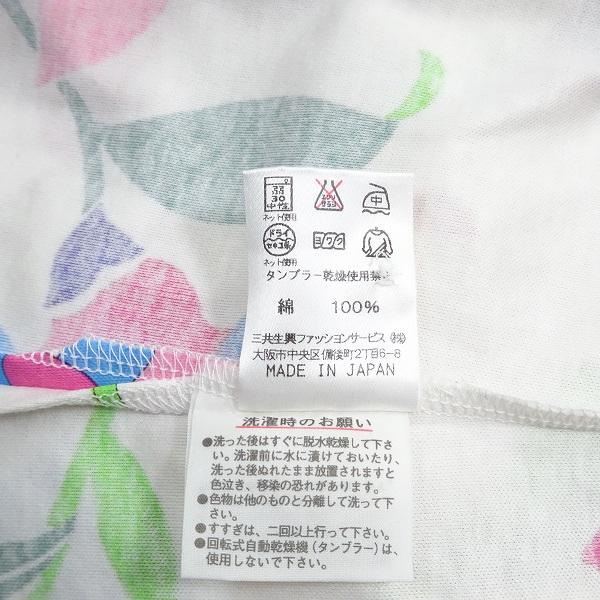 弱
30
中性
ネット使用
エンソ
サラシ
中
ドライ
セキユ系
ネット使用
ヨワク
タンブラー乾燥使用禁止
綿 100%
三共生興ファッションサービス(株)
大阪市中央区備後町2丁目6-8
MADE IN JAPAN
洗濯時のお願い
●洗った後はすぐに脱水乾燥して下さ
い。洗濯前に水に漬けておいたり、
洗った後ぬれたまま放置されますと
色泣き、移染の恐れがあります。
●色物は他のものと分離して洗って下
さい。
●すすぎは、二回以上行って下さい。
●回転式自動乾燥機(タンブラー)は、
使用しないで下さい。